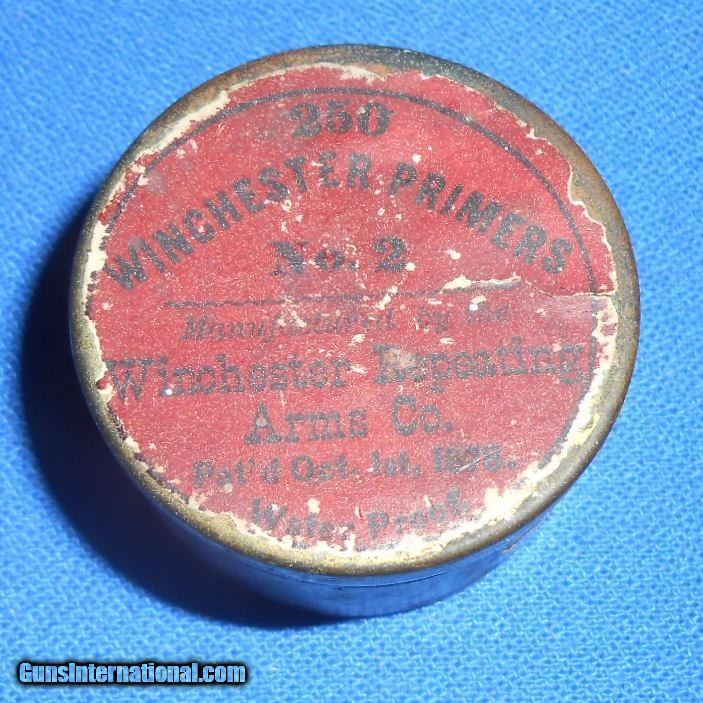 250
WINCHESTER PRIMERS
No. 2
Manufactured by the
Winchester Repeating
Arms Co.
Pat'd Oct. 1st, 1878.
Water Proof.
GunsInternational.com